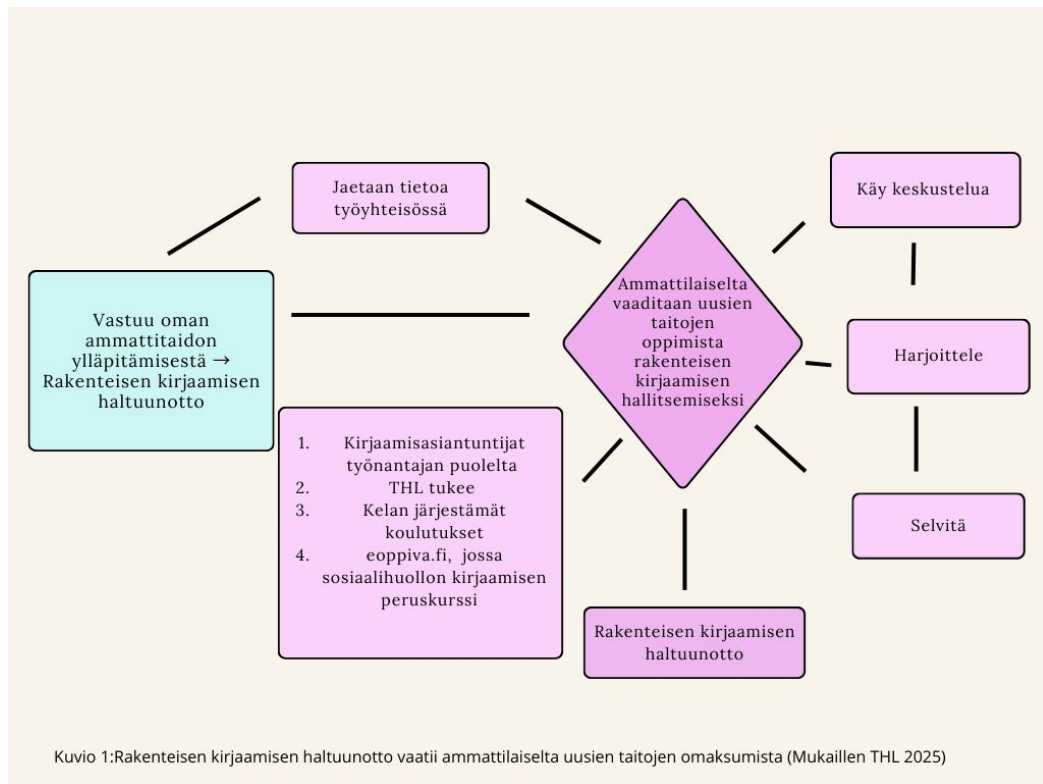 Jaetaan tietoa
työyhteisössä
Käy keskustelua
Vastuu oman
ammattitaidon
ylläpitämisestä →
Rakenteisen kirjaamisen
haltuunotto
Ammattilaiselta
vaaditaan uusien
taitojen
oppimista
rakenteisen
kirjaamisen
hallitsemiseksi
Harjoittele
1. Kirjaamisasiantuntijat
työnantajan puolelta
2. THL tukee
3. Kelan järjestämät
koulutukset
4. eoppiva.fi, jossa
sosiaalihuollon kirjaamisen
peruskurssi
Selvitä
Rakenteisen kirjaamisen
haltuunotto
Kuvio 1:Rakenteisen kirjaamisen haltuunotto vaatii ammattilaiselta uusien taitojen omaksumista (Mukaillen THL 2025)